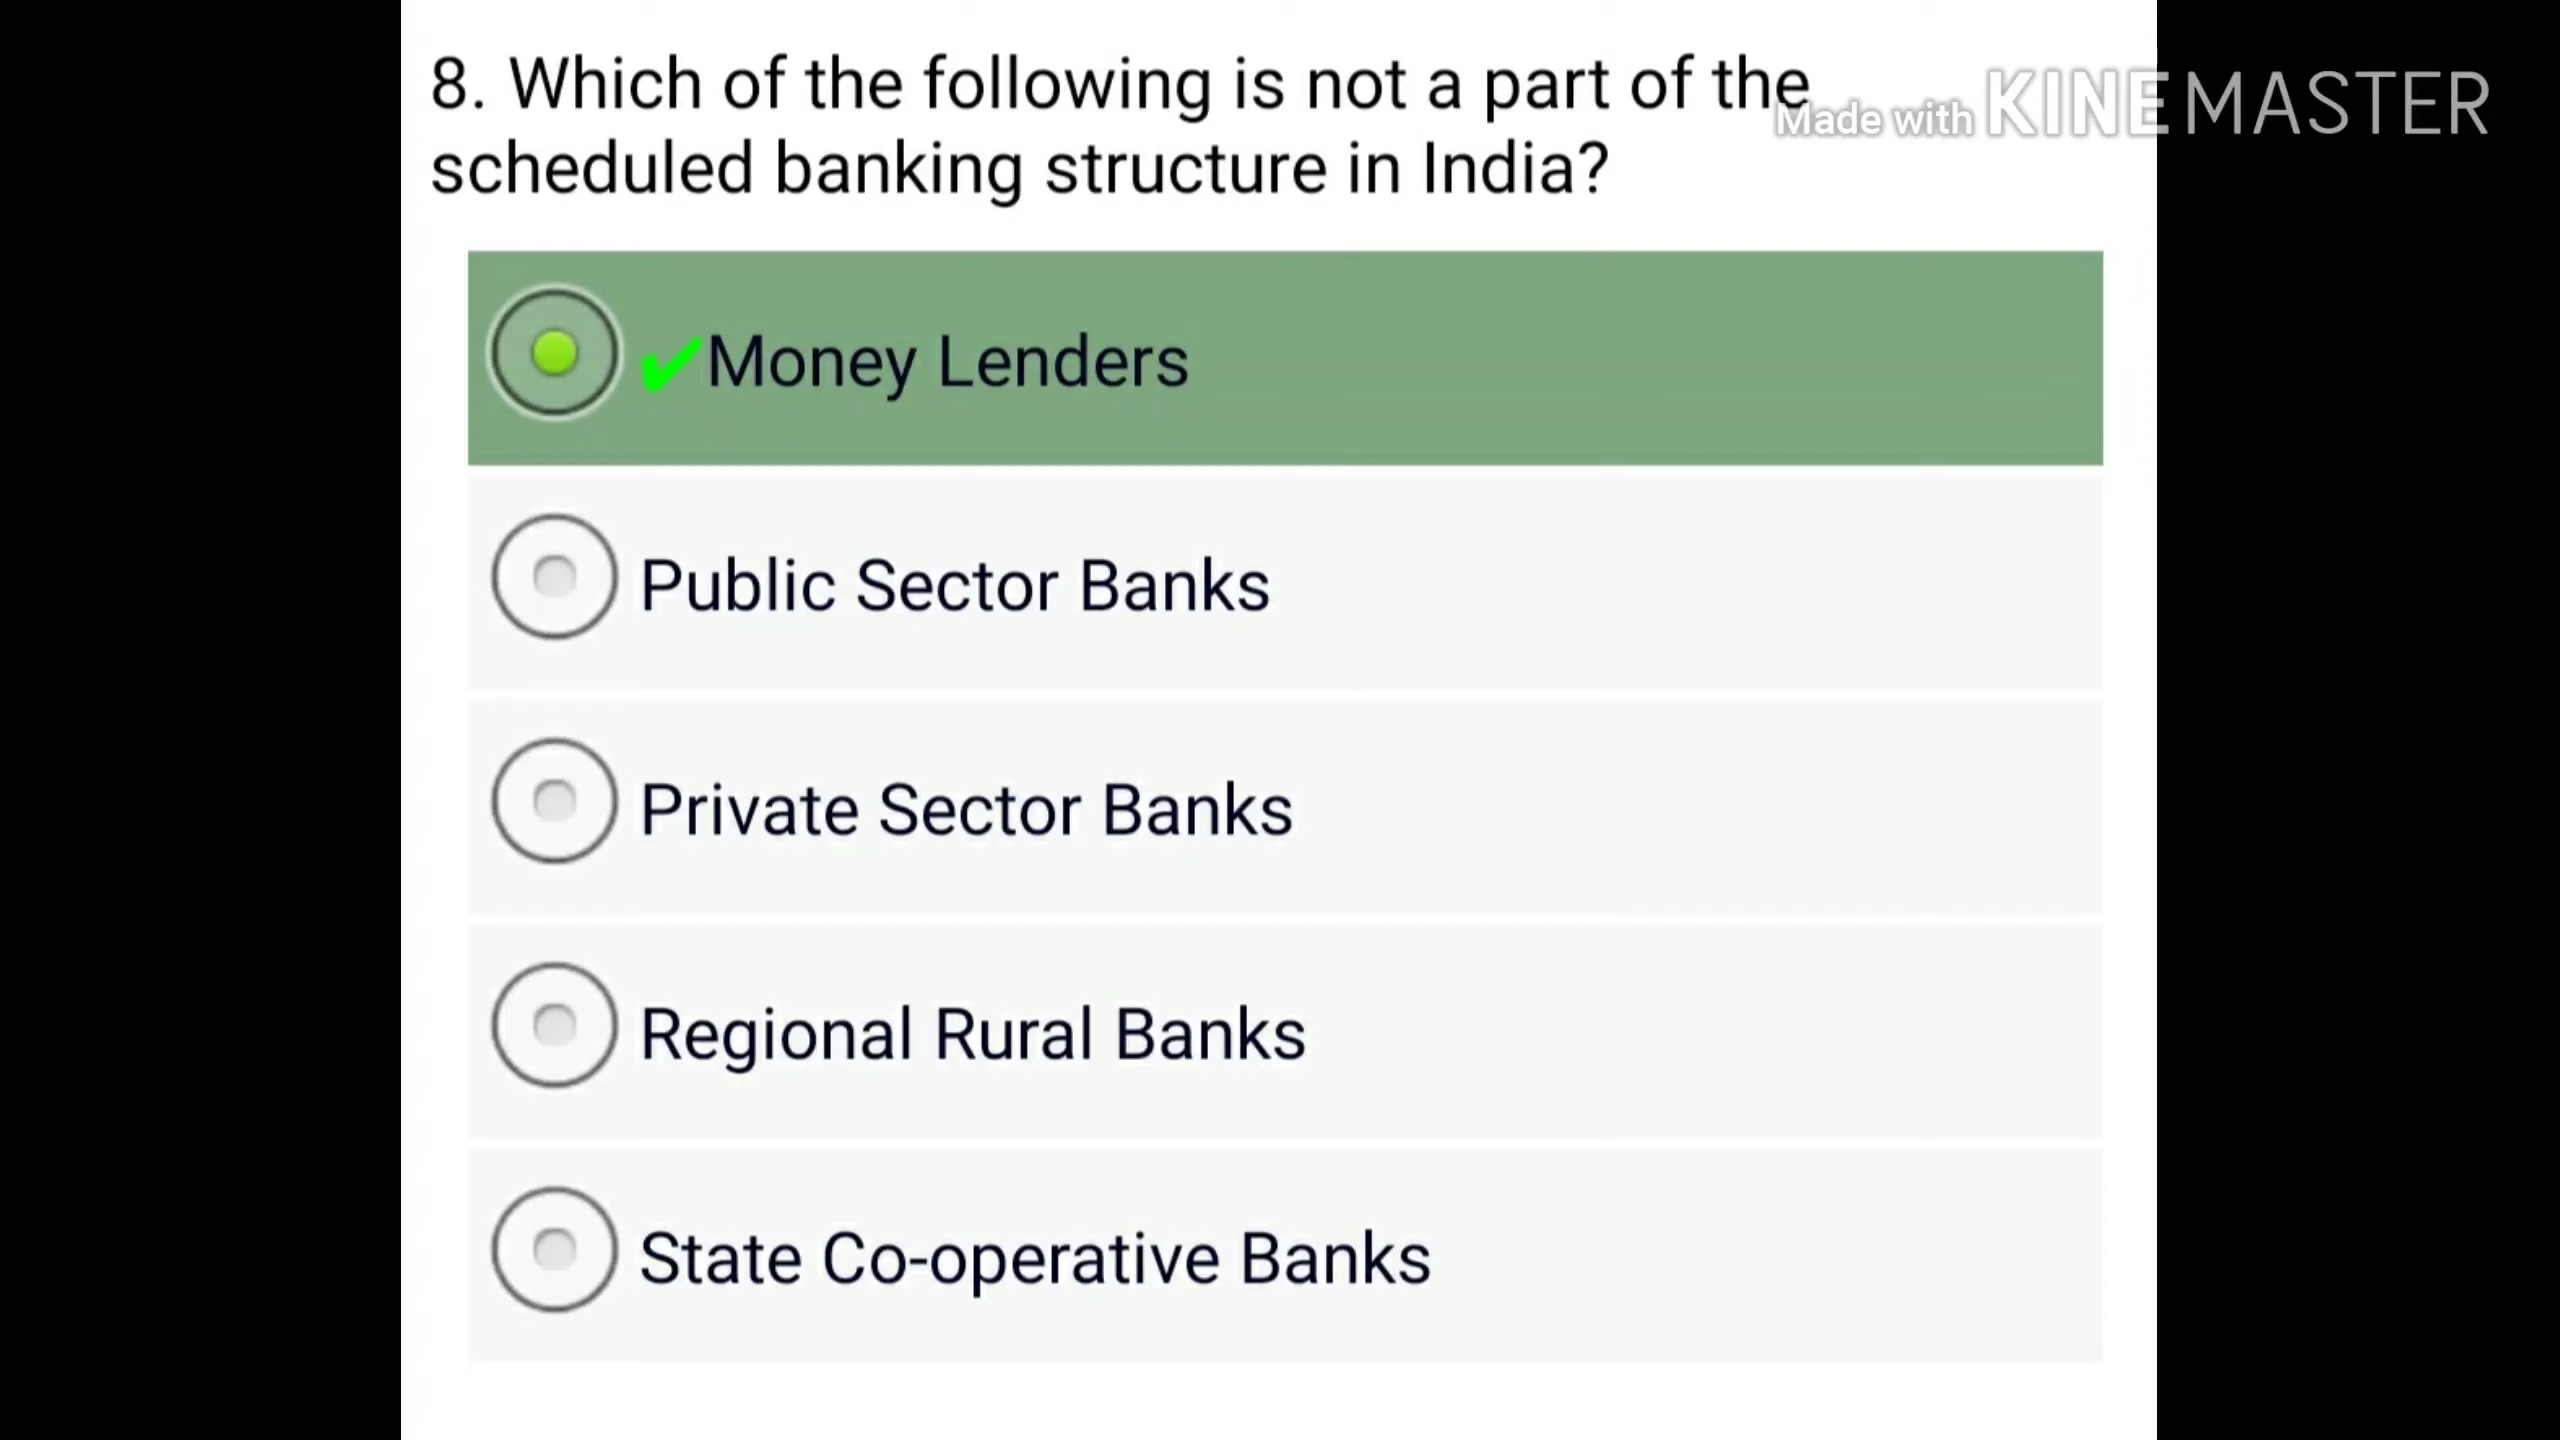 8. Which of the following is not a part of the
scheduled banking structure in India?
Made with KINEMASTER
✔Money Lenders
Public Sector Banks
Private Sector Banks
Regional Rural Banks
State Co-operative Banks